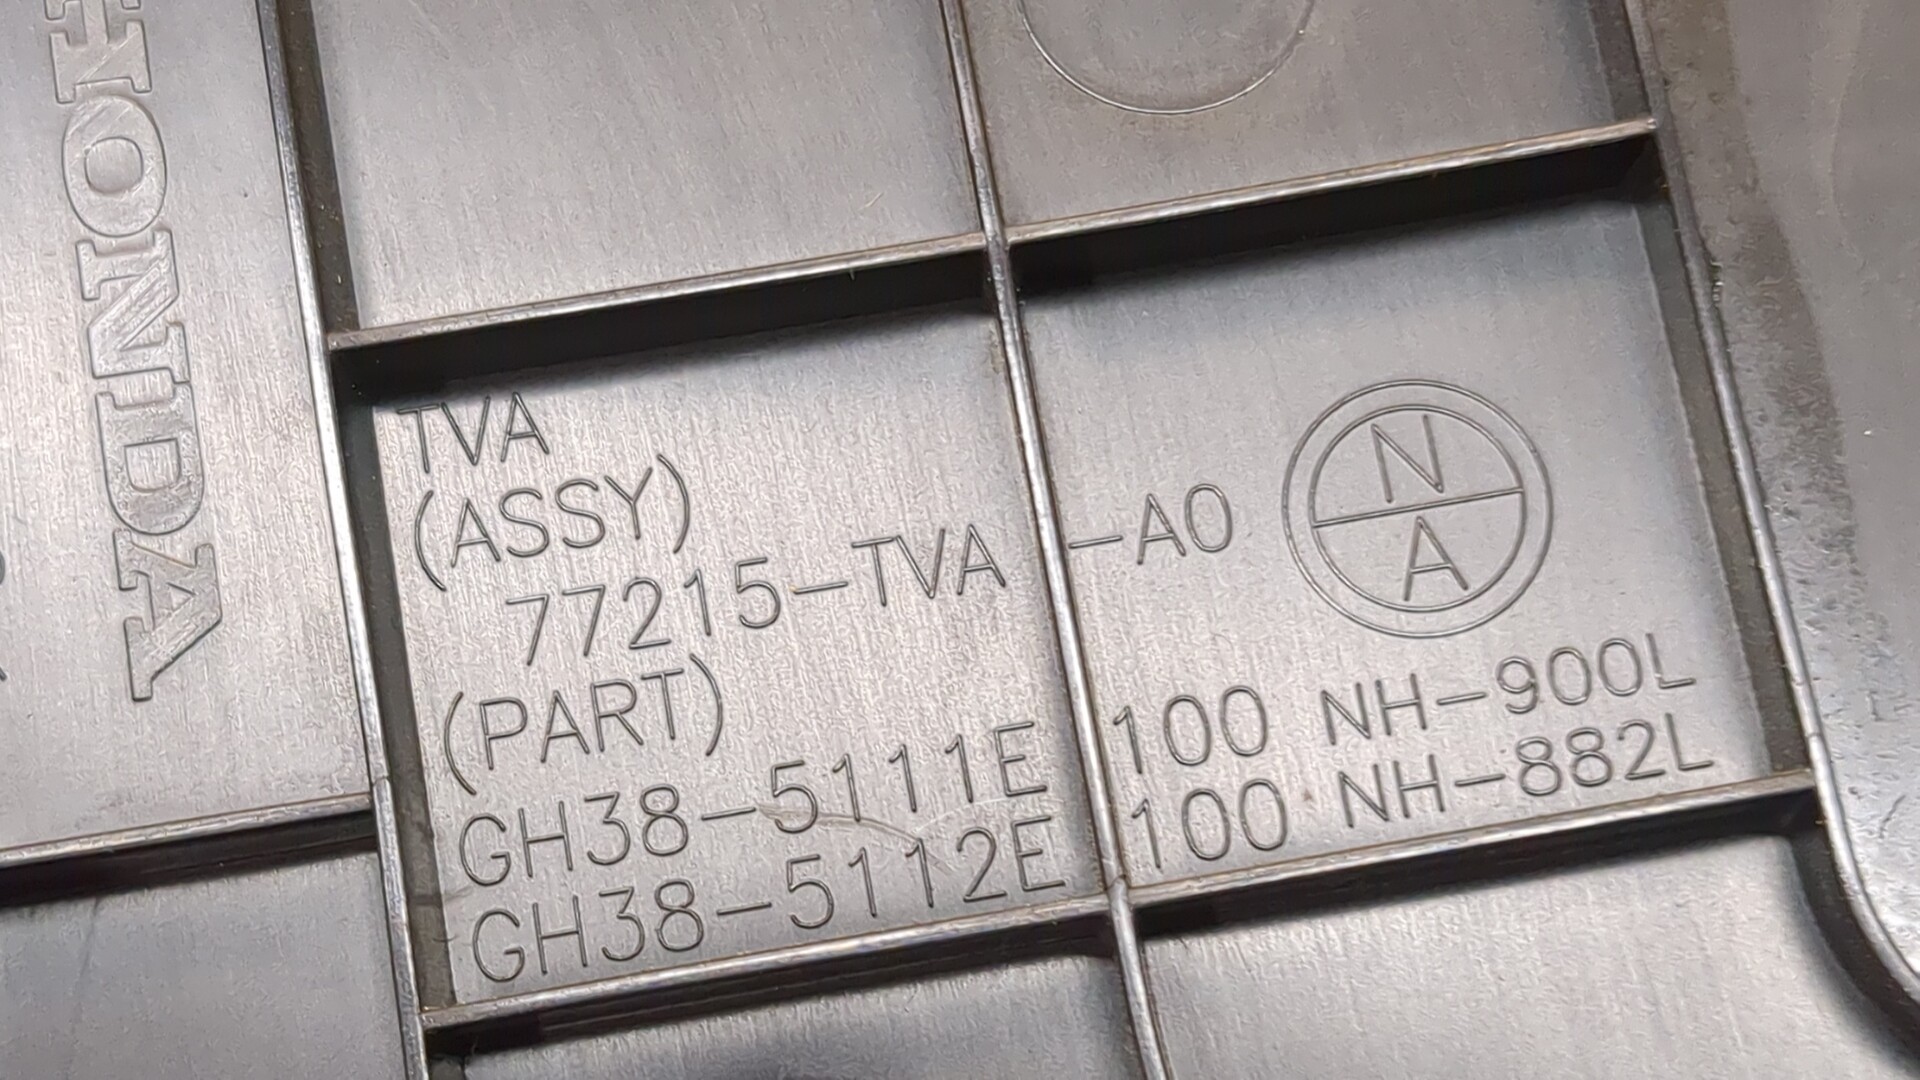 HONDA
TVA
(ASSY)
77215-TVA-A0
N
A
(PART)
GH38-5111E 100 NH-900L
GH38-5112E 100 NH-882L